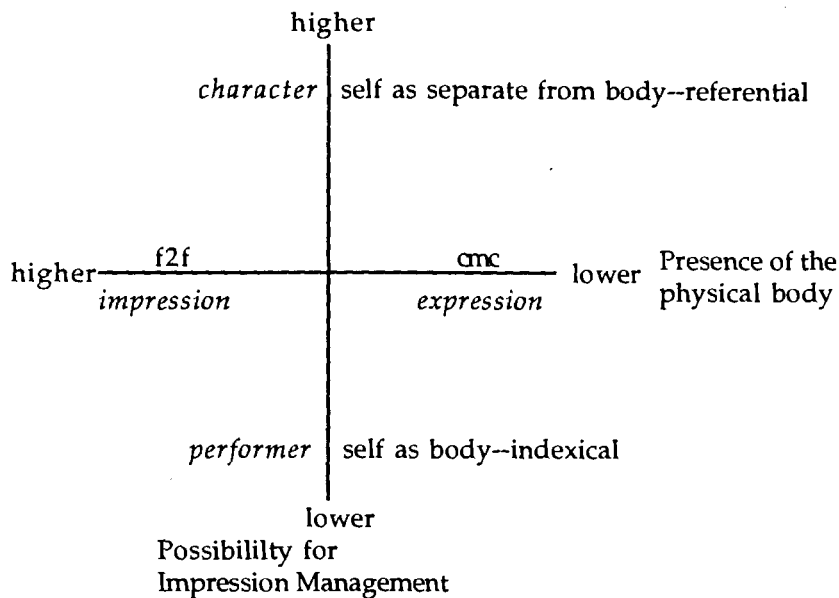 higher
character self as separate from body--referential
f2f cmc
higher lower Presence of the
physical body
impression expression
performer self as body--indexical
lower
Possibililty for
Impression Management